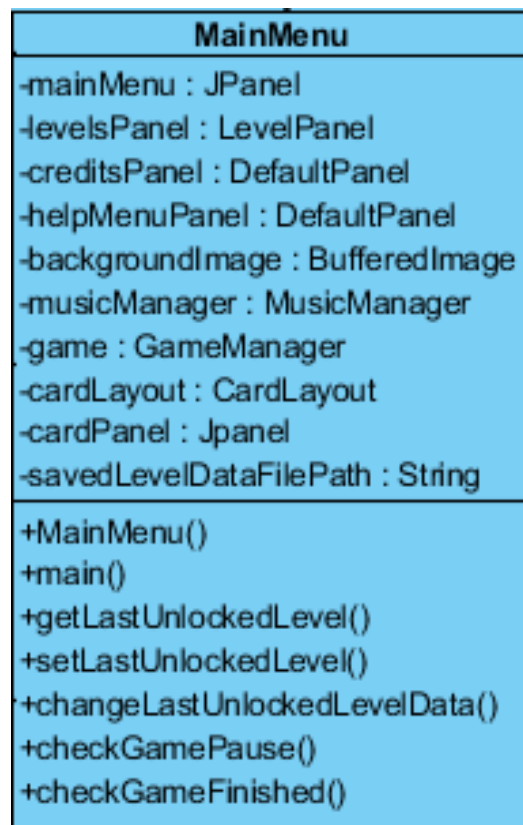 MainMenu
-mainMenu : JPanel
-levelsPanel : LevelPanel
-creditsPanel : DefaultPanel
-helpMenuPanel : DefaultPanel
-backgroundImage : BufferedImage
-musicManager : MusicManager
-game : GameManager
-cardLayout : CardLayout
-cardPanel : Jpanel
-savedLevelDataFilePath : String
+MainMenu()
+main()
+getLastUnlockedLevel()
+setLastUnlockedLevel()
+changeLastUnlockedLevelData()
+checkGamePause()
+checkGameFinished()